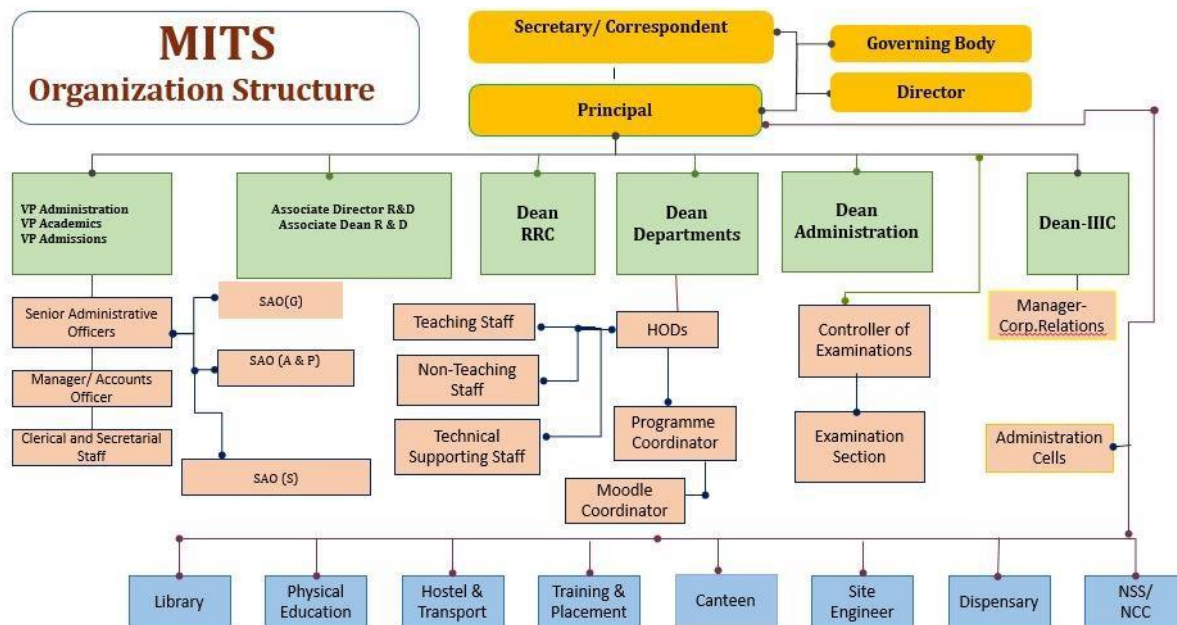 MITS
Organization Structure
Secretary/ Correspondent
Governing Body
Director
Principal
VP Administration
VP Academics
VP Admissions
Associate Director R&D
Associate Dean R & D
Dean
RRC
Dean
Departments
Dean
Administration
Dean-IIIC
Senior Administrative
Officers
SAO(G)
Teaching Staff
HODs
Controller of
Examinations
Manager-
Corp.Relations
Manager/ Accounts
Officer
SAO (A & P)
Non-Teaching
Staff
Clerical and Secretarial
Staff
Technical
Supporting Staff
Programme
Coordinator
Examination
Section
Administration
Cells
SAO (S)
Moodle
Coordinator
Library
Physical
Education
Hostel &
Transport
Training &
Placement
Canteen
Site
Engineer
Dispensary
NSS/
NCC